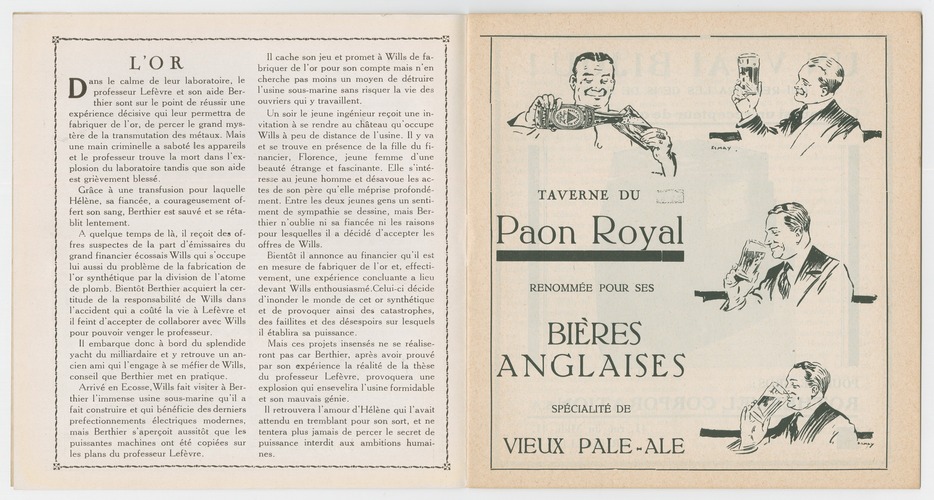 L'OR
Dans le calme de leur laboratoire, le
professeur Lefèvre et son aide Ber-
thier sont sur le point de réussir une
expérience décisive qui leur permettra de
fabriquer de l'or, de percer le grand mys-
tère de la transmutation des métaux. Mais
une main criminelle a saboté les appareils
et le professeur trouve la mort dans l'ex-
plosion du laboratoire tandis que son aide
est grièvement blessé.
Grâce à une transfusion pour laquelle
Hélène, sa fiancée, a courageusement of-
fert son sang, Berthier est sauvé et se réta-
blit lentement.
A quelque temps de là, il reçoit des of-
fres suspectes de la part d'émissaires du
grand financier écossais Wills qui s'occupe
lui aussi du problème de la fabrication de
l'or synthétique par la division de l'atome
de plomb. Bientôt Berthier acquiert la cer-
titude de la responsabilité de Wills dans
l'accident qui a coûté la vie à Lefèvre et
il feint d'accepter de collaborer avec Wills
pour pouvoir venger le professeur.
Il embarque donc à bord du splendide
yacht du milliardaire et y retrouve un an-
cien ami qui l'engage à se méfier de Wills,
conseil que Berthier met en pratique.
Arrivé en Ecosse, Wills fait visiter à Ber-
thier l'immense usine sous-marine qu'il a
fait construire et qui bénéficie des derniers
prefectionnements électriques modernes,
mais Berthier s'aperçoit aussitôt que les
puissantes machines ont été copiées sur
les plans du professeur Lefèvre.
Il cache son jeu et promet à Wills de fa-
briquer de l'or pour son compte mais n'en
cherche pas moins un moyen de détruire
l'usine sous-marine sans risquer la vie des
ouvriers qui y travaillent.
Un soir le jeune ingénieur reçoit une in-
vitation à se rendre au château qu'occupe
Wills à peu de distance de l'usine. Il y va
et se trouve en présence de la fille du fi-
nancier, Florence, jeune femme d'une
beauté étrange et fascinante. Elle s'inté-
resse au jeune homme et désavoue les ac-
tes de son père qu'elle méprise profondé-
ment. Entre les deux jeunes gens un senti-
ment de sympathie se dessine, mais Ber-
thier n'oublie ni sa fiancée ni les raisons
pour lesquelles il a décidé d'accepter les
offres de Wills.
Bientôt il annonce au financier qu'il est
en mesure de fabriquer de l'or et, effecti-
vement, une expérience concluante a lieu
devant Wills enthousiasmé. Celui-ci décide
d'inonder le monde de cet or synthétique
et de provoquer ainsi des catastrophes,
des faillites et des désespoirs sur lesquels
il établira sa puissance.
Mais ces projets insensés ne se réalise-
ront pas car Berthier, après avoir prouvé
par son expérience la réalité de la thèse
du professeur Lefèvre, provoquera une
explosion qui ensevelira l'usine formidable
et son mauvais génie.
Il retrouvera l'amour d'Hélène qui l'avait
attendu en tremblant pour son sort, et ne
tentera plus jamais de percer le secret de
puissance interdit aux ambitions humai-
nes.
TAVERNE DU
Paon Royal
RENOMMÉE POUR SES
BIÈRES
ANGLAISES
SPÉCIALITÉ DE
VIEUX PALE-ALE